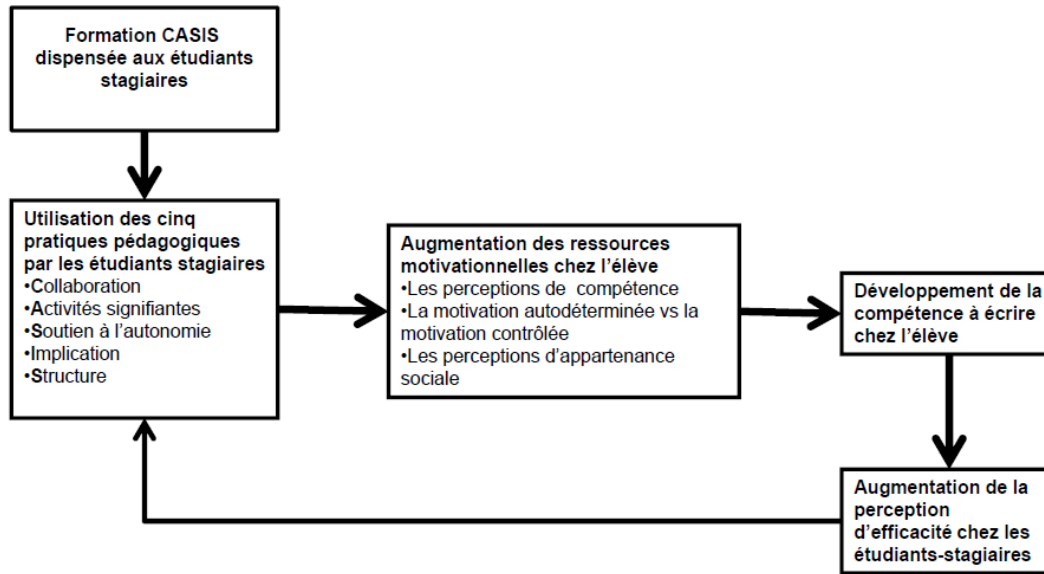 Formation CASIS
dispensée aux étudiants
stagiaires
Utilisation des cinq
pratiques pédagogiques
par les étudiants stagiaires
•Collaboration
•Activités signifiantes
•Soutien à l'autonomie
•Implication
•Structure
Augmentation des ressources
motivationnelles chez l'élève
•Les perceptions de compétence
•La motivation autodéterminée vs la
motivation contrôlée
•Les perceptions d'appartenance
sociale
Développement de la
compétence à écrire
chez l'élève
Augmentation de la
perception
d'efficacité chez les
étudiants-stagiaires